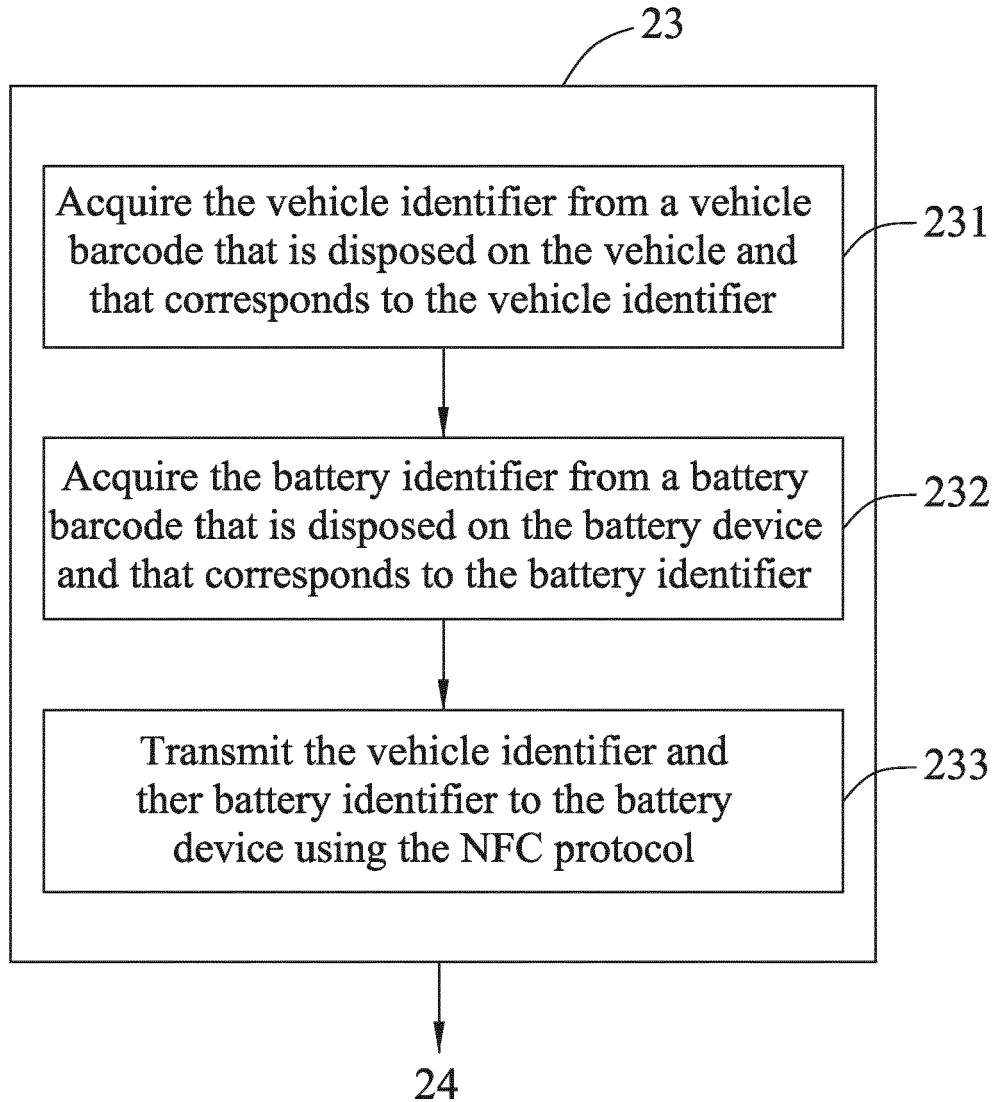 23
Acquire the vehicle identifier from a vehicle
barcode that is disposed on the vehicle and
that corresponds to the vehicle identifier
231
Acquire the battery identifier from a battery
barcode that is disposed on the battery device
and that corresponds to the battery identifier
232
Transmit the vehicle identifier and
ther battery identifier to the battery
device using the NFC protocol
233
24